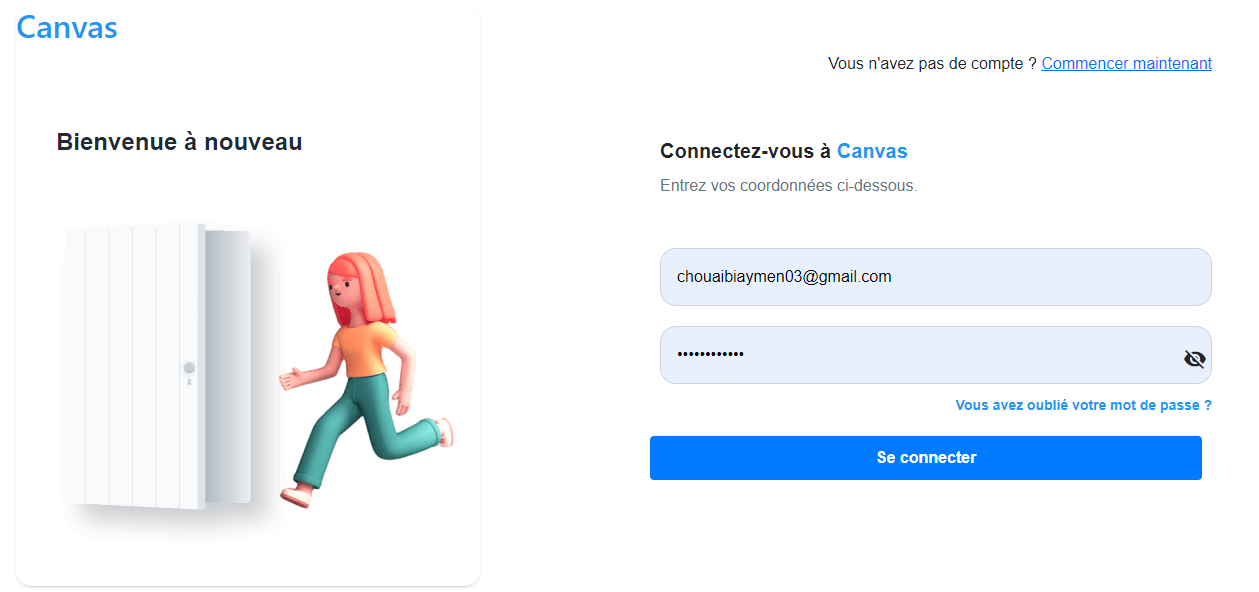 Canvas
Vous n'avez pas de compte ? Commencer maintenant
Bienvenue à nouveau
Connectez-vous à Canvas
Entrez vos coordonnées ci-dessous.
chouaibiaymen03@gmail.com
••••••••••••
Vous avez oublié votre mot de passe ?
Se connecter